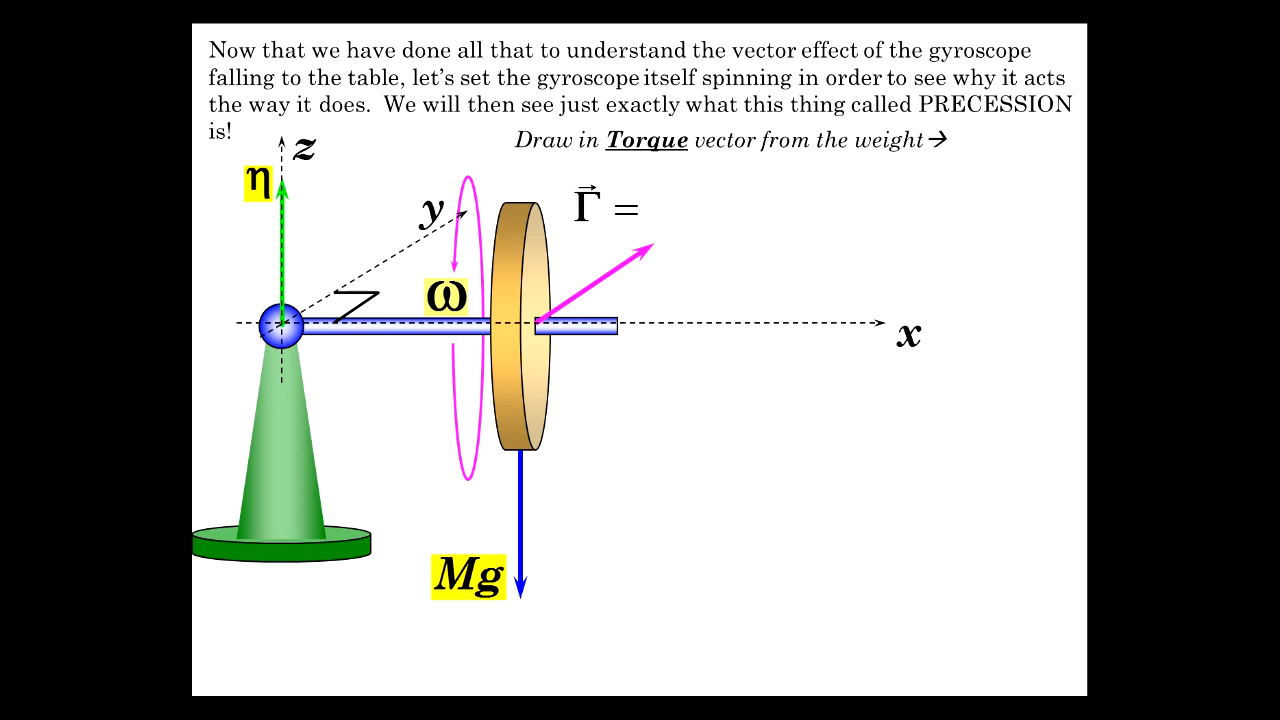 Now that we have done all that to understand the vector effect of the gyroscope
falling to the table, let’s set the gyroscope itself spinning in order to see why it acts
the way it does.  We will then see just exactly what this thing called PRECESSION
is!
Draw in Torque vector from the weight→
z
η
y
Γ⃗ =
ω
x
Mg